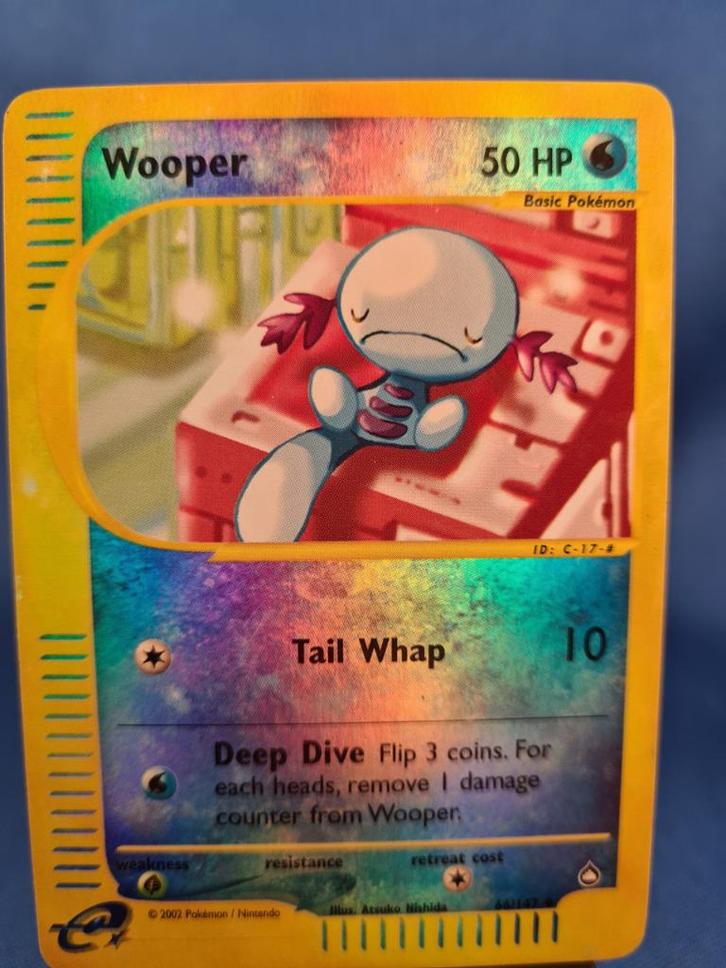 Wooper 50 HP
Basic Pokémon
ID: C-17-#
Tail Whap 10
Deep Dive Flip 3 coins. For
each heads, remove 1 damage
counter from Wooper.
weakness resistance retreat cost
© 2002 Pokémon / Nintendo Illus. Atsuko Nishida